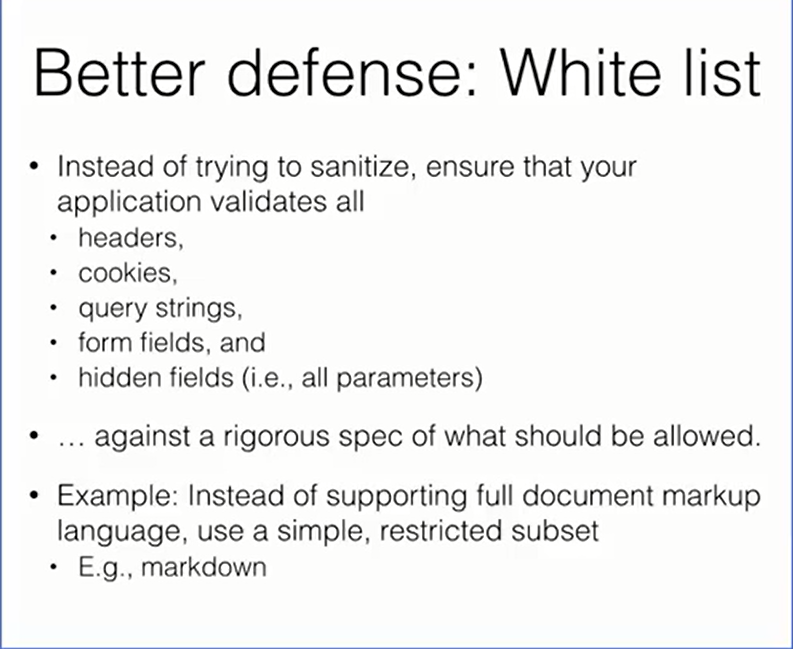 Better defense: White list
• Instead of trying to sanitize, ensure that your
application validates all
• headers,
• cookies,
• query strings,
• form fields, and
• hidden fields (i.e., all parameters)
• … against a rigorous spec of what should be allowed.
• Example: Instead of supporting full document markup
language, use a simple, restricted subset
• E.g., markdown